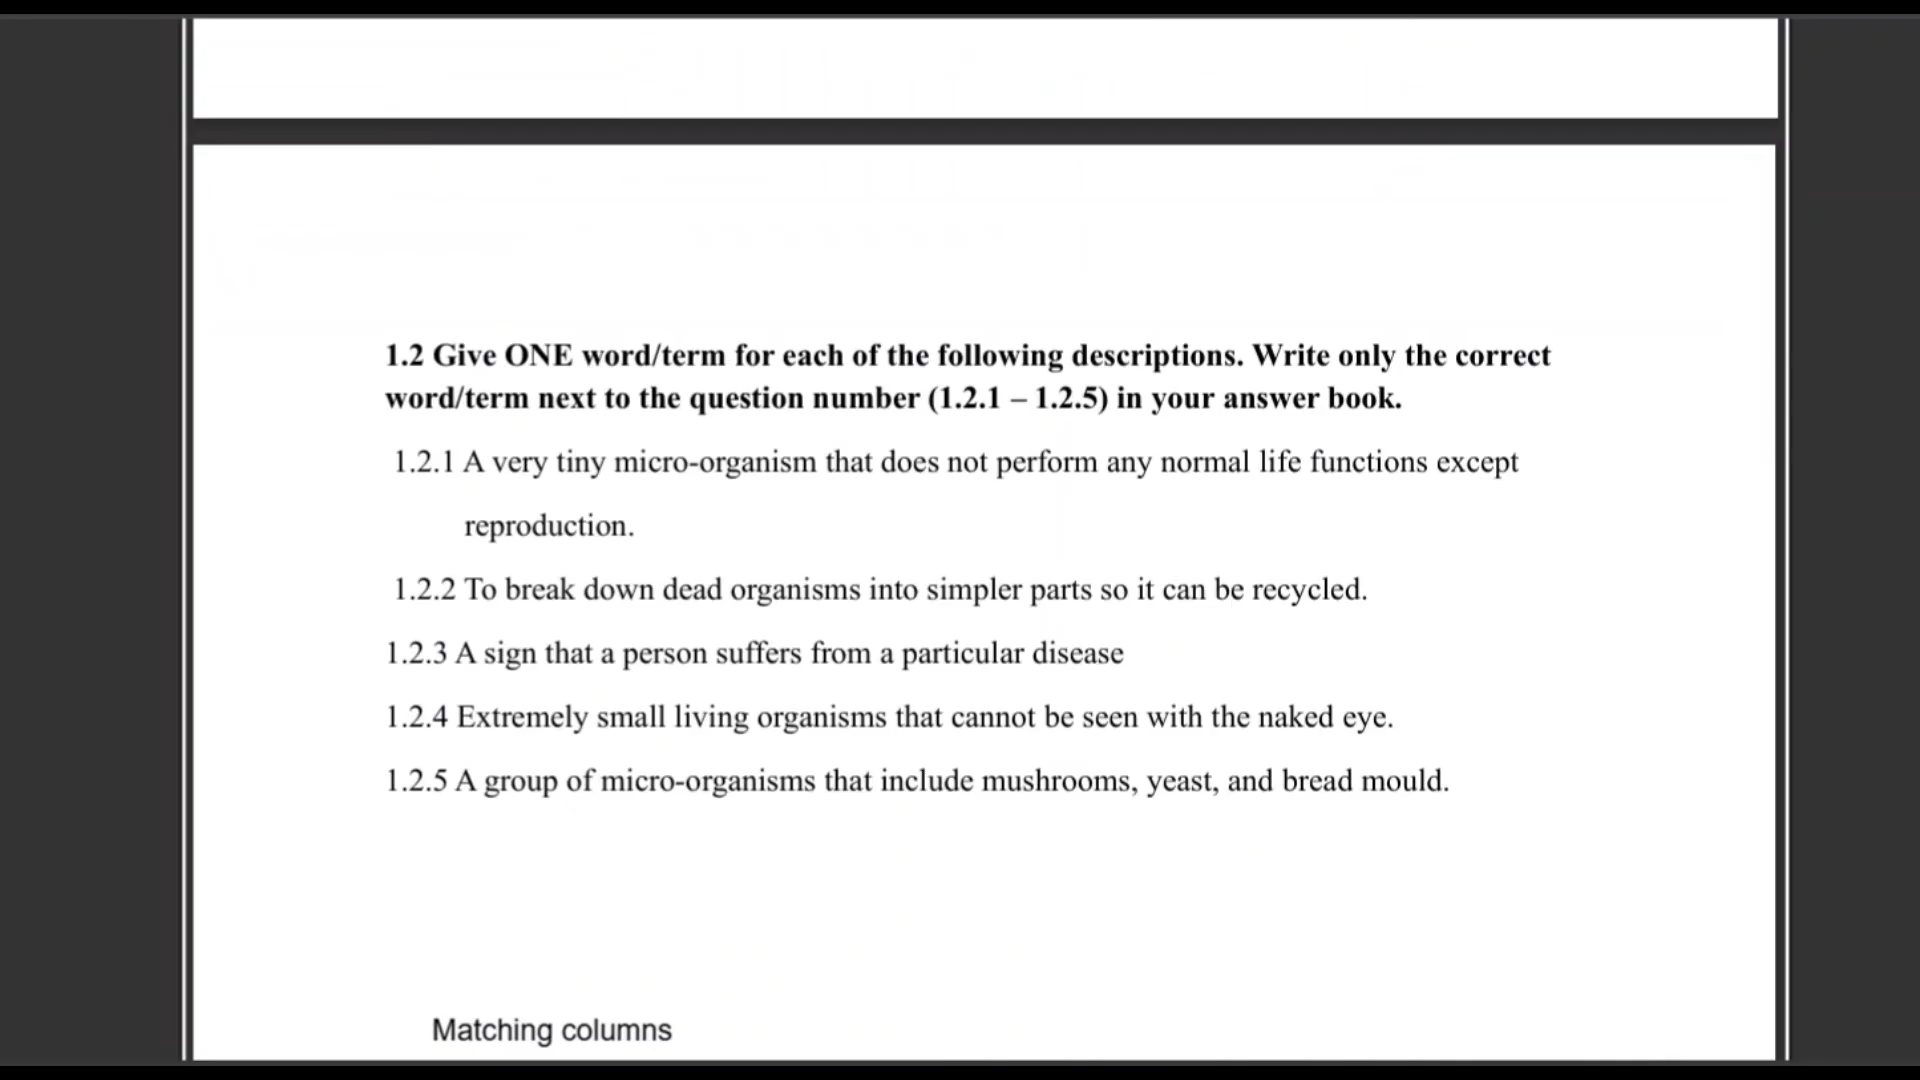 1.2 Give ONE word/term for each of the following descriptions. Write only the correct
word/term next to the question number (1.2.1 – 1.2.5) in your answer book.
1.2.1 A very tiny micro-organism that does not perform any normal life functions except
reproduction.
1.2.2 To break down dead organisms into simpler parts so it can be recycled.
1.2.3 A sign that a person suffers from a particular disease
1.2.4 Extremely small living organisms that cannot be seen with the naked eye.
1.2.5 A group of micro-organisms that include mushrooms, yeast, and bread mould.
Matching columns